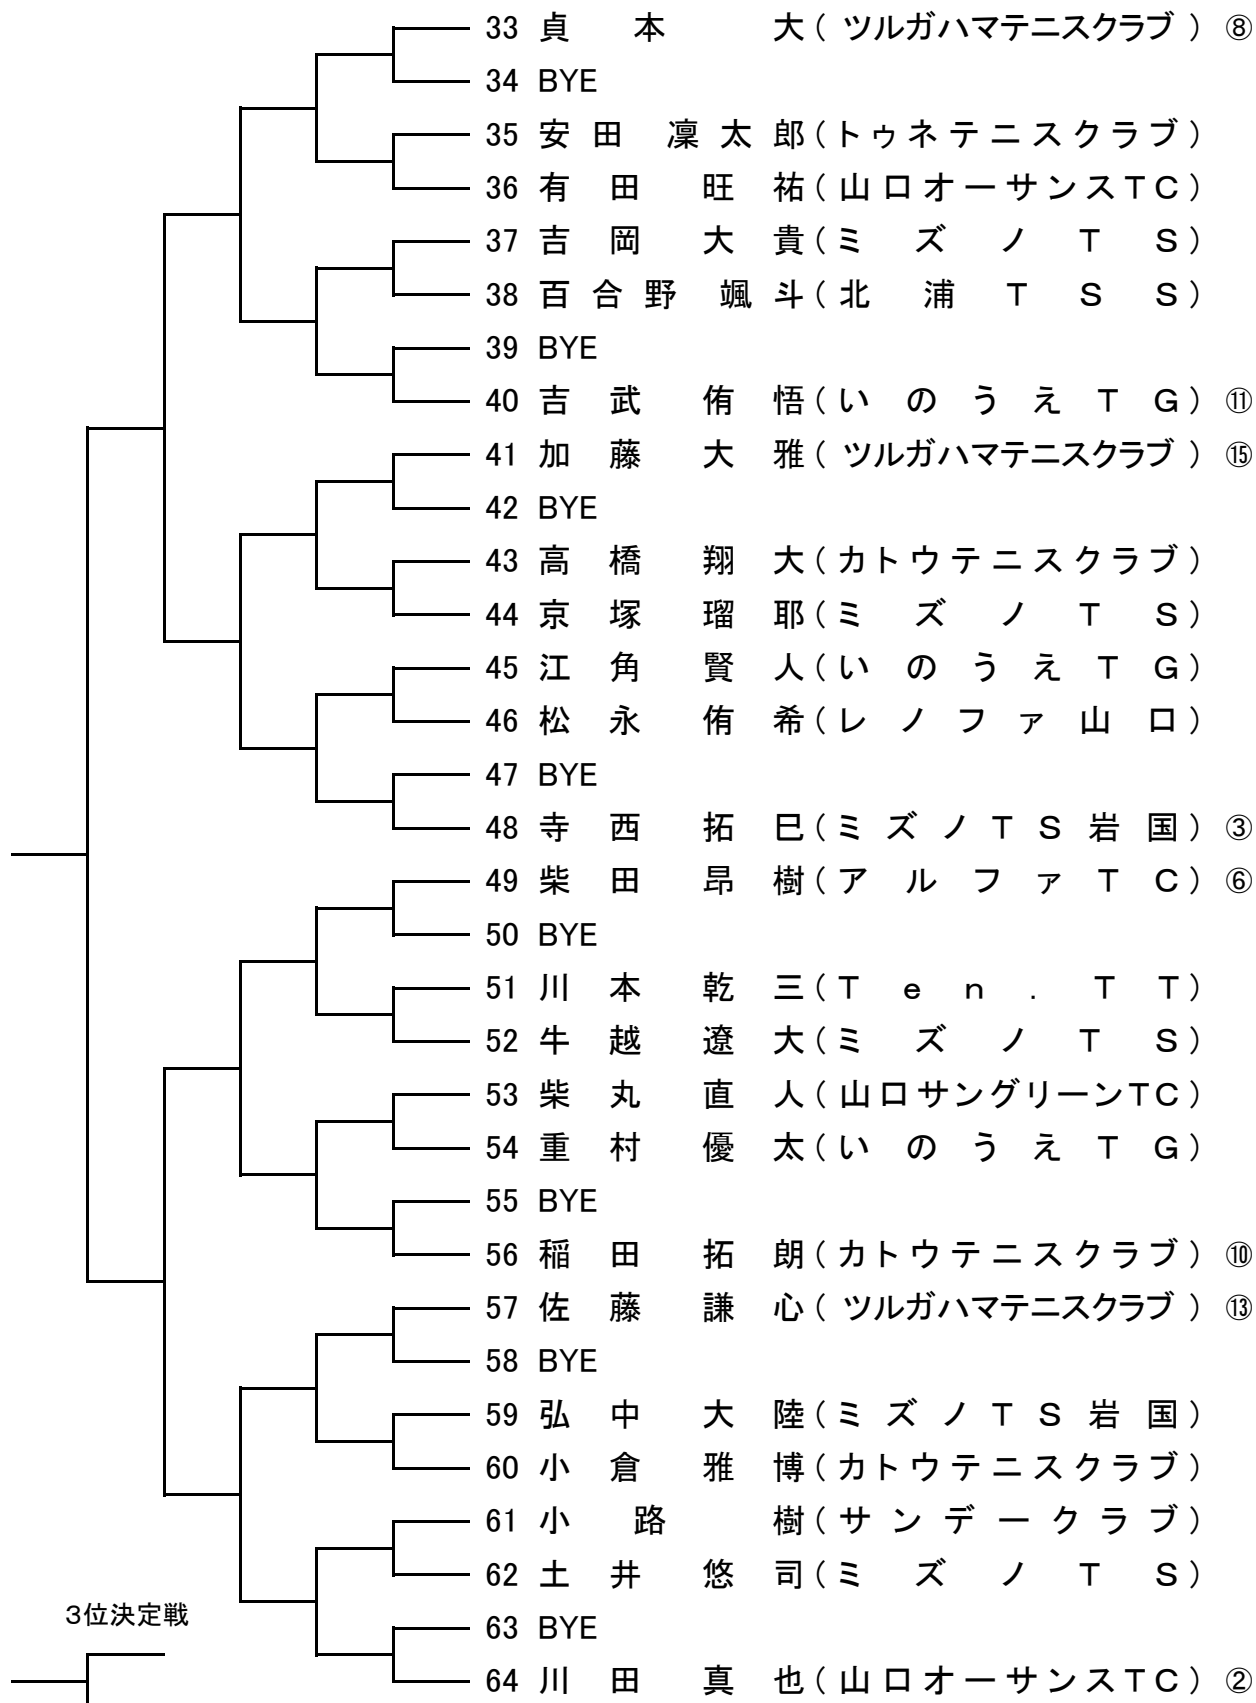 33 貞本 大(ツルガハマテニスクラブ) ⑧
34 BYE
35 安田 凜太郎(トゥネテニスクラブ)
36 有田 旺祐(山口オーサンスTC)
37 吉岡 大貴(ミズノTS)
38 百合野 颯斗(北浦TSS)
39 BYE
40 吉武 侑悟(いのうえTG) ⑪
41 加藤 大雅(ツルガハマテニスクラブ) ⑮
42 BYE
43 高橋 翔大(カトウテニスクラブ)
44 京塚 瑠耶(ミズノTS)
45 江角 賢人(いのうえTG)
46 松永 侑希(レノファ山口)
47 BYE
48 寺西 拓巳(ミズノTS岩国) ③
49 柴田 昂樹(アルファTC) ⑥
50 BYE
51 川本 乾三(Ten.TT)
52 牛越 遼大(ミズノTS)
53 柴丸 直人(山口サングリーンTC)
54 重村 優太(いのうえTG)
55 BYE
56 稲田 拓朗(カトウテニスクラブ) ⑩
57 佐藤 謙心(ツルガハマテニスクラブ) ⑬
58 BYE
59 弘中 大陸(ミズノTS岩国)
60 小倉 雅博(カトウテニスクラブ)
61 小路 樹(サンデークラブ)
62 土井 悠司(ミズノTS)
3位決定戦
63 BYE
64 川田 真也(山口オーサンスTC) ②